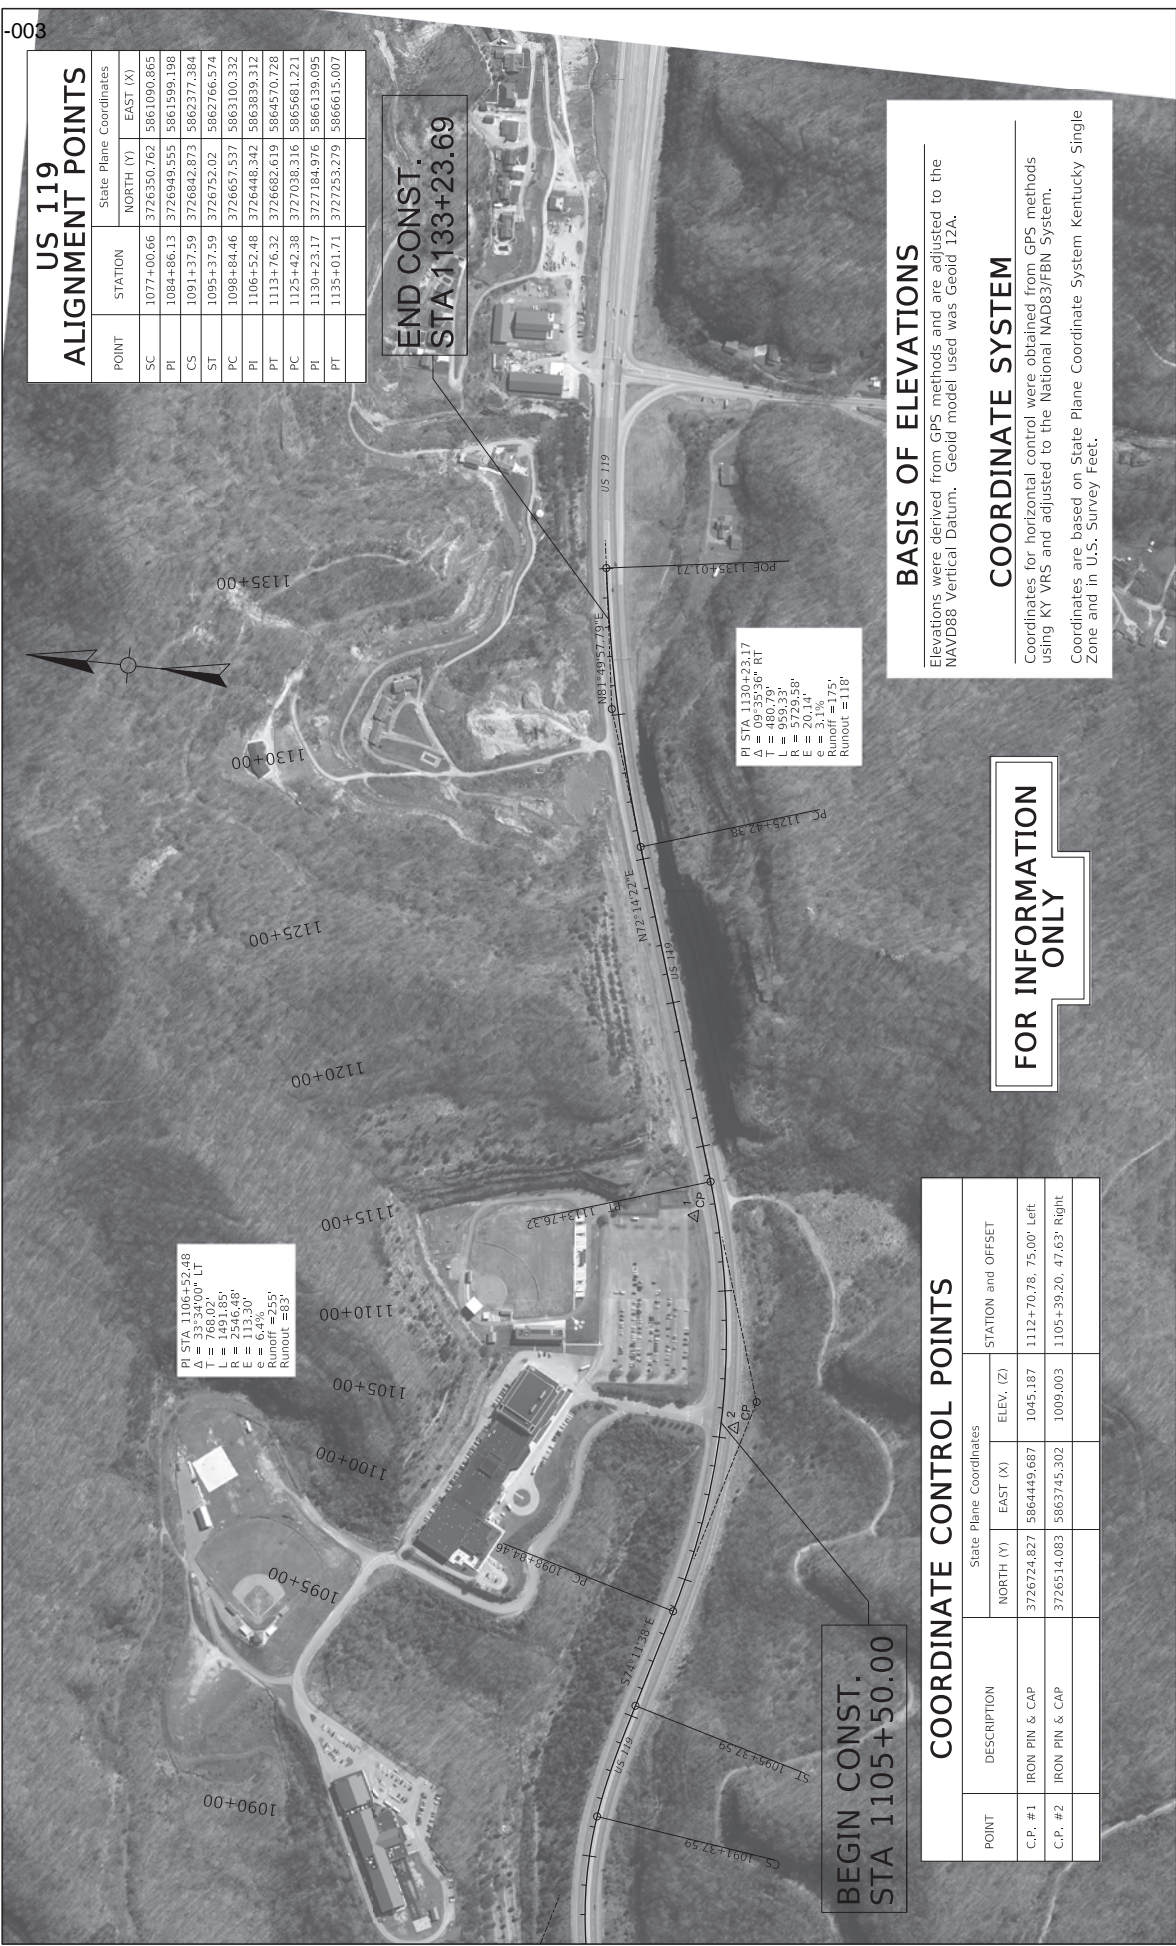 -003
US 119
ALIGNMENT POINTS
POINT STATION State Plane Coordinates
NORTH (Y) EAST (X)
SC 1077+00.66 3726350.762 5861090.865
PI 1084+86.13 3726949.555 5861599.198
CS 1091+37.59 3726842.873 5862377.384
ST 1095+37.59 3726752.02 5862766.574
PC 1098+84.46 3726657.537 5863100.332
PI 1106+52.48 3726448.342 5863839.312
PT 1113+76.32 3726682.619 5864570.728
PC 1125+42.38 3727038.316 5865681.221
PI 1130+23.17 3727184.976 5866139.095
PT 1135+01.71 3727253.279 5866615.007
END CONST.
STA 1133+23.69
PI STA 1106+52.48
Δ = 33°34'00" LT
T = 768.02'
L = 1491.85'
R = 2546.48'
E = 113.30'
e = 6.4%
Runoff =255'
Runout =83'
1090+00
1095+00
1100+00
1105+00
1110+00
1115+00
1120+00
1125+00
1130+00
1135+00
US 119
CS 1091+37.59
ST 1095+37.59
S74°11'38"E
PC 1098+84.46
2
CP
1
CP
PT 1113+76.32
US 119
N72°14'22"E
PC 1125+42.38
N81°49'57.79"E
POE 1135+01.71
US 119
PI STA 1130+23.17
Δ = 09°35'36" RT
T = 480.79'
L = 959.33'
R = 5729.58'
E = 20.14'
e = 3.1%
Runoff =175'
Runout =118'
BEGIN CONST.
STA 1105+50.00
BASIS OF ELEVATIONS
Elevations were derived from GPS methods and are adjusted to the
NAVD88 Vertical Datum. Geoid model used was Geoid 12A.
COORDINATE SYSTEM
Coordinates for horizontal control were obtained from GPS methods
using KY VRS and adjusted to the National NAD83/FBN System.
Coordinates are based on State Plane Coordinate System Kentucky Single
Zone and in U.S. Survey Feet.
FOR INFORMATION
ONLY
COORDINATE CONTROL POINTS
POINT DESCRIPTION State Plane Coordinates STATION and OFFSET
NORTH (Y) EAST (X) ELEV. (Z)
C.P. #1 IRON PIN & CAP 3726724.827 5864449.687 1045.187 1112+70.78, 75.00' Left
C.P. #2 IRON PIN & CAP 3726514.083 5863745.302 1009.003 1105+39.20, 47.63' Right